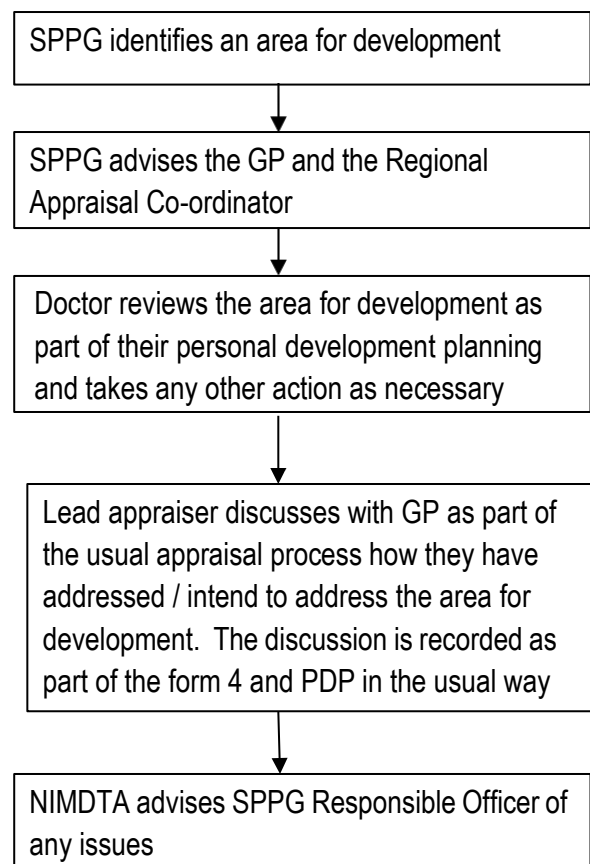 SPPG identifies an area for development
SPPG advises the GP and the Regional
Appraisal Co-ordinator
Doctor reviews the area for development as
part of their personal development planning
and takes any other action as necessary
Lead appraiser discusses with GP as part of
the usual appraisal process how they have
addressed / intend to address the area for
development. The discussion is recorded as
part of the form 4 and PDP in the usual way
NIMDTA advises SPPG Responsible Officer of
any issues